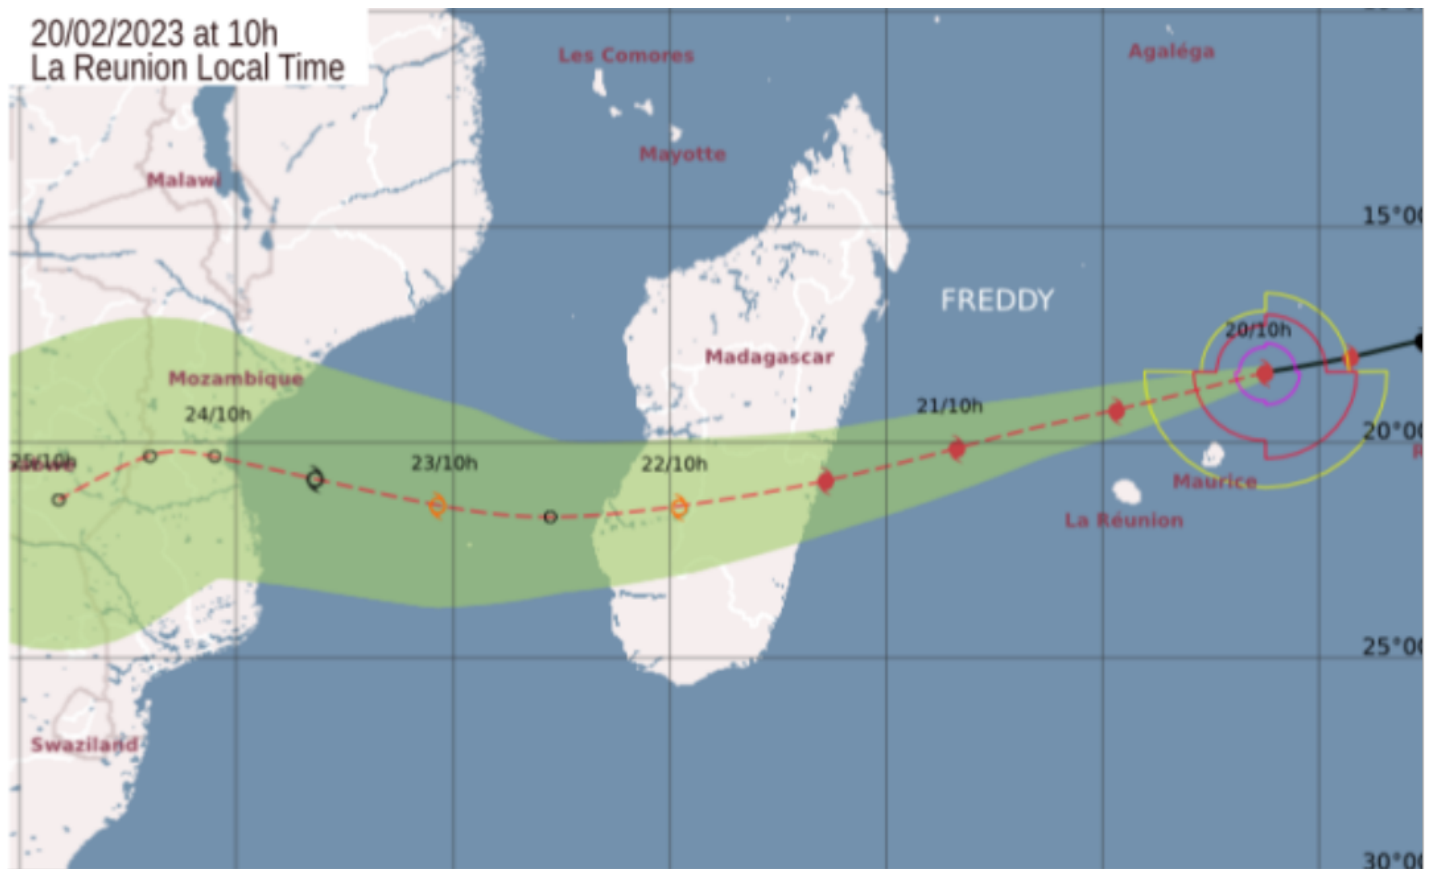 20/02/2023 at 10h
La Reunion Local Time
Les Comores
Agaléga
Mayotte
Malawi
15°0
FREDDY
20/10h
Madagascar
Mozambique
21/10h
24/10h
20°0
25/10h
23/10h
22/10h
Maurice
La Réunion
25°0
Swaziland
30°0